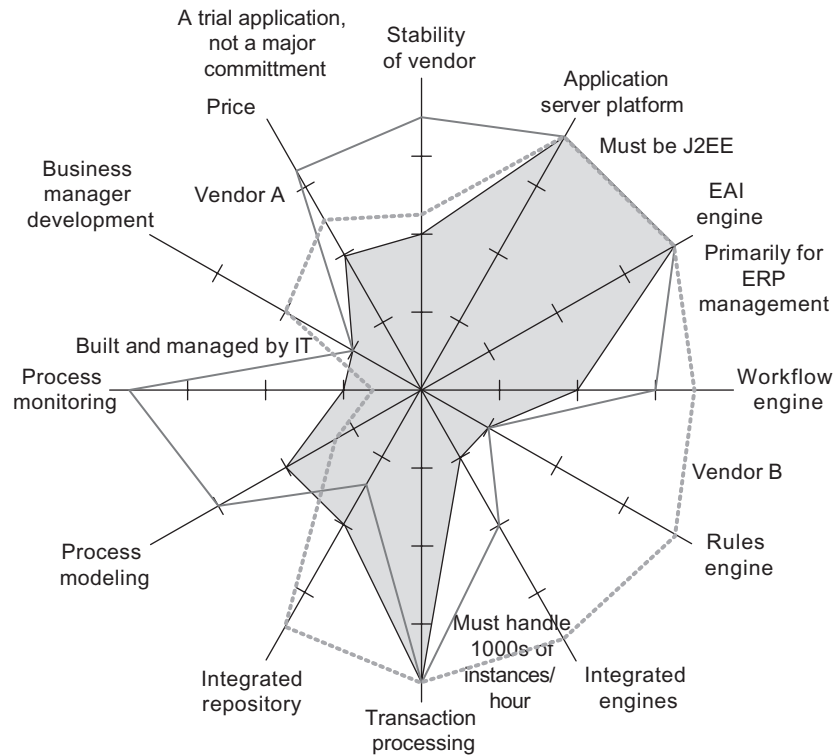 A trial application,
not a major
committment
Price
Stability
of vendor
Application
server platform
Must be J2EE
EAI
engine
Primarily for
ERP
management
Business
manager
development
Vendor A
Built and managed by IT
Process
monitoring
Workflow
engine
Vendor B
Rules
engine
Process
modeling
Must handle
1000s of
instances/
hour
Integrated
repository
Integrated
engines
Transaction
processing